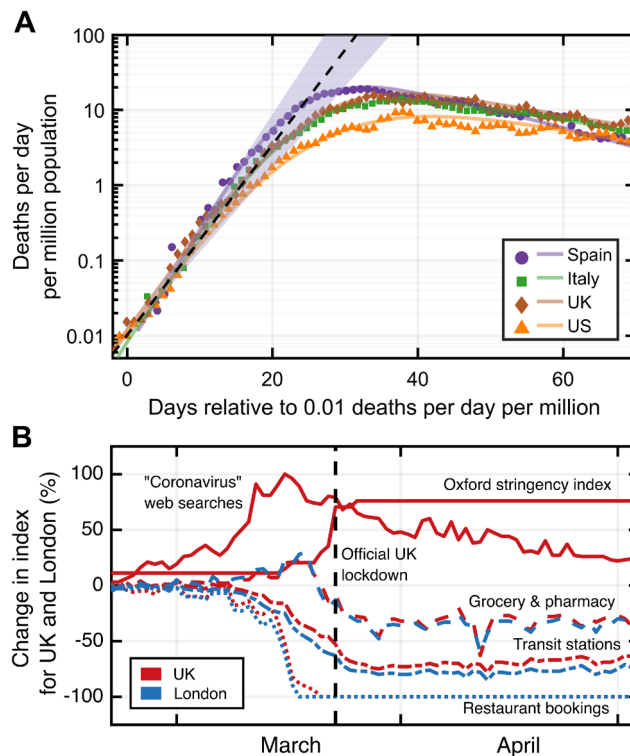 A
Deaths per day
per million population
100
10
1
0.1
0.01
Spain
Italy
UK
US
0
20
40
60
Days relative to 0.01 deaths per day per million
B
Change in index
for UK and London (%)
100
50
0
-50
-100
"Coronavirus"
web searches
Oxford stringency index
Official UK
lockdown
Grocery & pharmacy
Transit stations
Restaurant bookings
UK
London
March
April